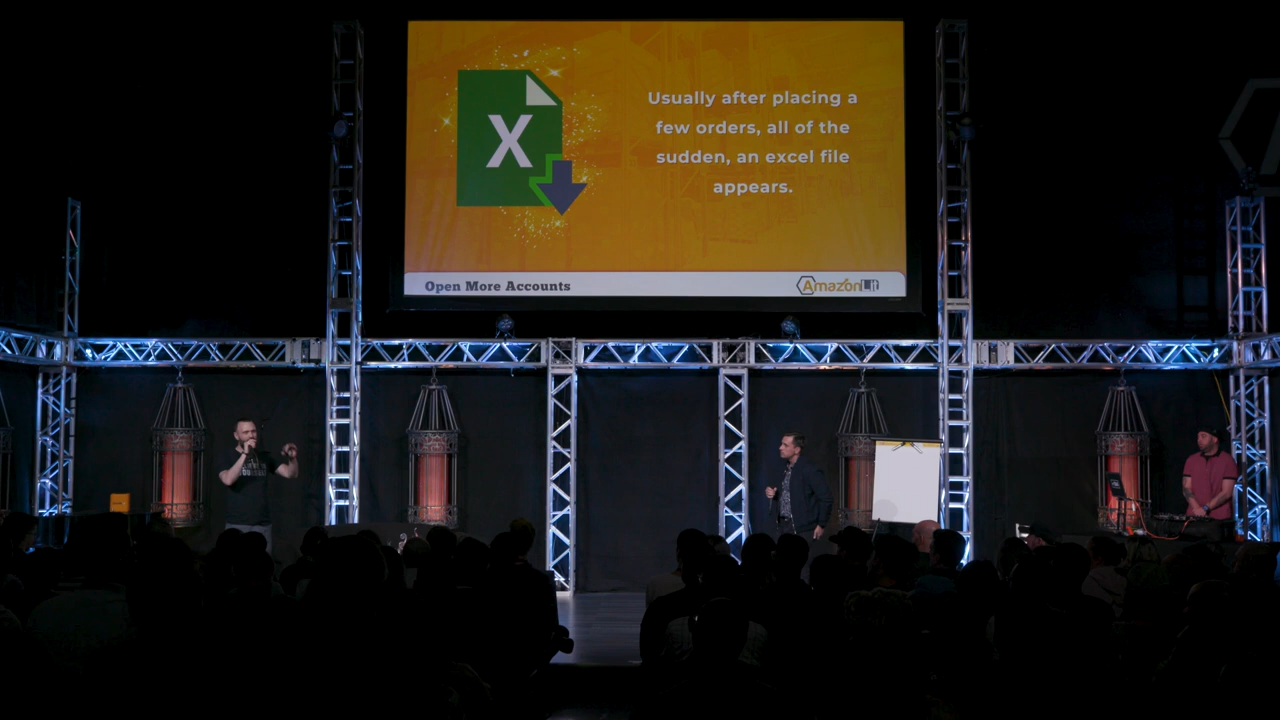 X
Usually after placing a
few orders, all of the
sudden, an excel file
appears.
Open More Accounts
AmazonLit